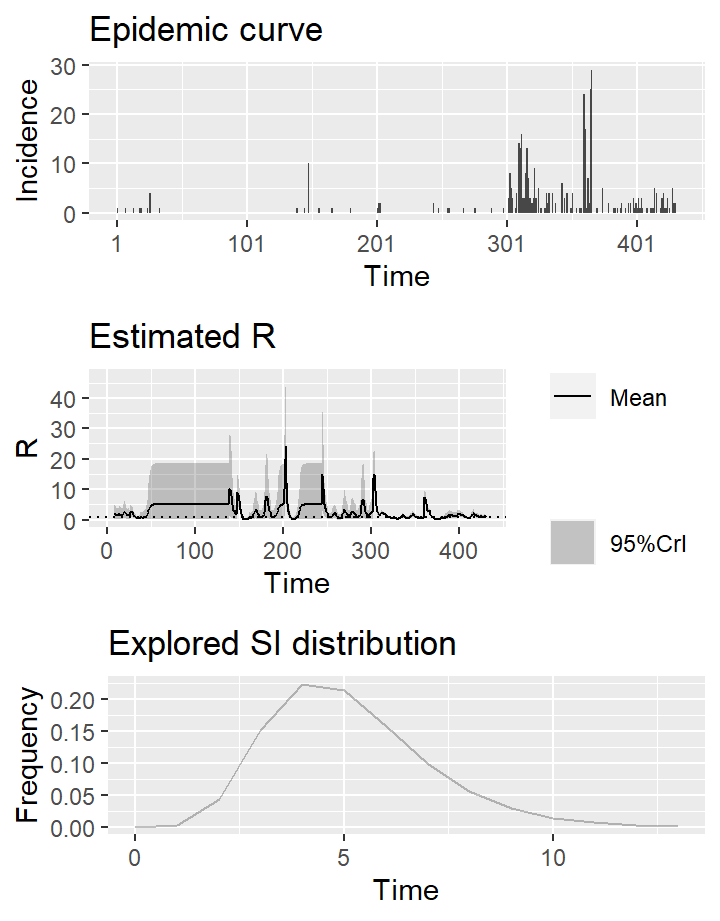 Epidemic curve
30
20
10
0
Incidence
1
101
201
301
401
Time
Estimated R
40
30
20
10
0
R
0
100
200
300
400
Time
Mean
95%CrI
Explored SI distribution
0.20
0.15
0.10
0.05
0.00
Frequency
0
5
10
Time